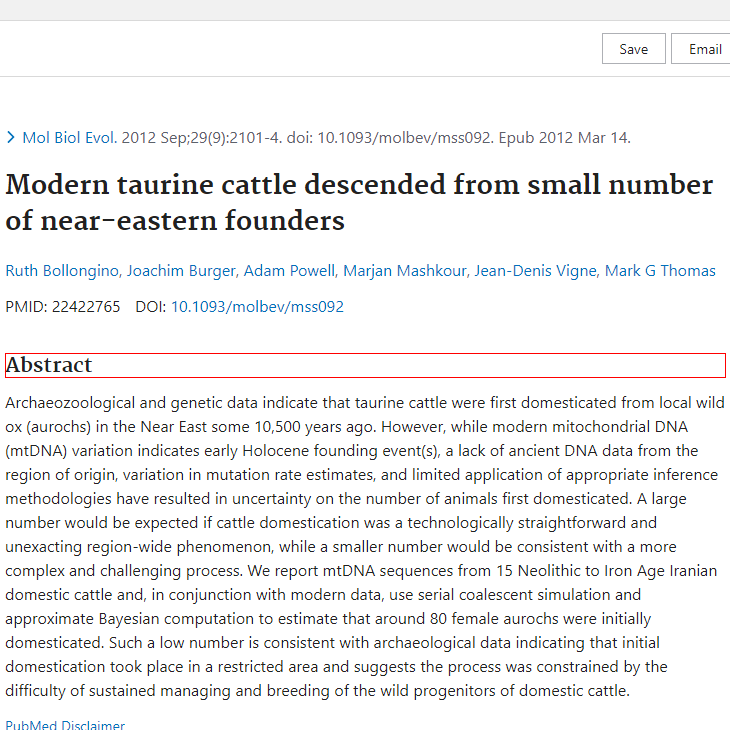 Save Email
Mol Biol Evol. 2012 Sep;29(9):2101-4. doi: 10.1093/molbev/mss092. Epub 2012 Mar 14.
Modern taurine cattle descended from small number
of near-eastern founders
Ruth Bollongino, Joachim Burger, Adam Powell, Marjan Mashkour, Jean-Denis Vigne, Mark G Thomas
PMID: 22422765 DOI: 10.1093/molbev/mss092
Abstract
Archaeozoological and genetic data indicate that taurine cattle were first domesticated from local wild
ox (aurochs) in the Near East some 10,500 years ago. However, while modern mitochondrial DNA
(mtDNA) variation indicates early Holocene founding event(s), a lack of ancient DNA data from the
region of origin, variation in mutation rate estimates, and limited application of appropriate inference
methodologies have resulted in uncertainty on the number of animals first domesticated. A large
number would be expected if cattle domestication was a technologically straightforward and
unexacting region-wide phenomenon, while a smaller number would be consistent with a more
complex and challenging process. We report mtDNA sequences from 15 Neolithic to Iron Age Iranian
domestic cattle and, in conjunction with modern data, use serial coalescent simulation and
approximate Bayesian computation to estimate that around 80 female aurochs were initially
domesticated. Such a low number is consistent with archaeological data indicating that initial
domestication took place in a restricted area and suggests the process was constrained by the
difficulty of sustained managing and breeding of the wild progenitors of domestic cattle.
PubMed Disclaimer